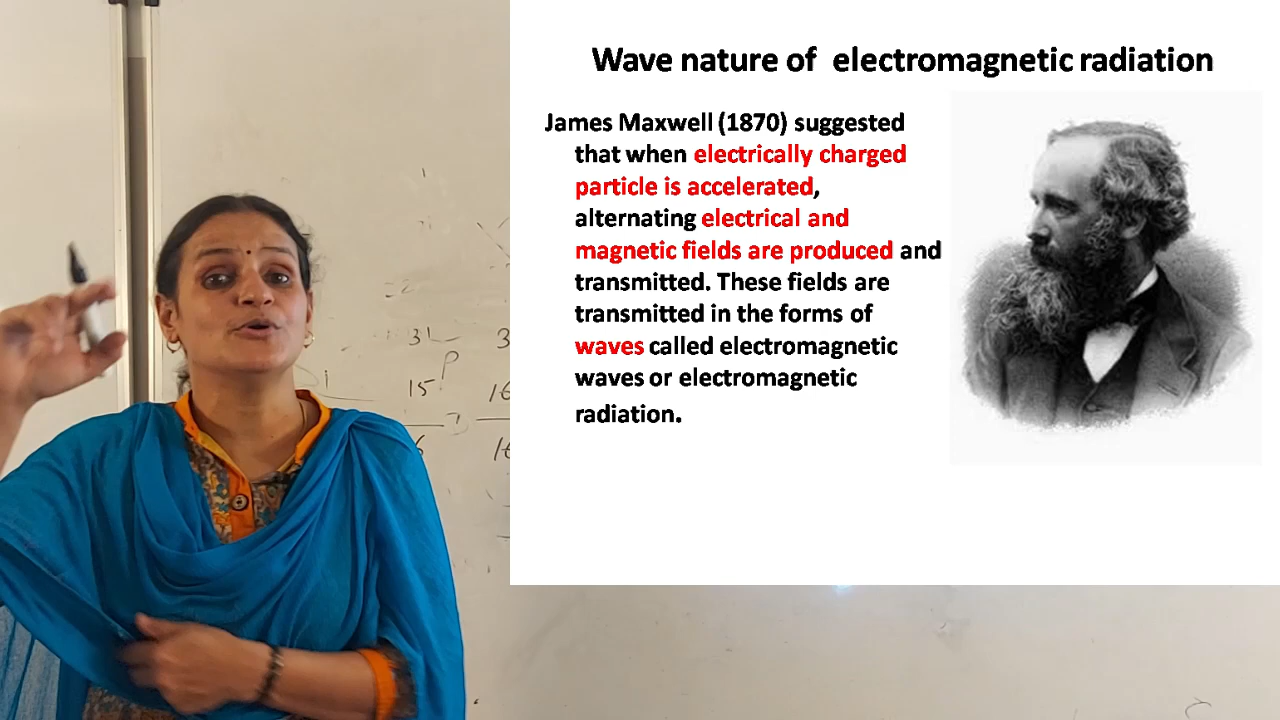 Wave nature of electromagnetic radiation
James Maxwell (1870) suggested
that when electrically charged
particle is accelerated,
alternating electrical and
magnetic fields are produced and
transmitted. These fields are
transmitted in the forms of
waves called electromagnetic
waves or electromagnetic
radiation.
31
P
15